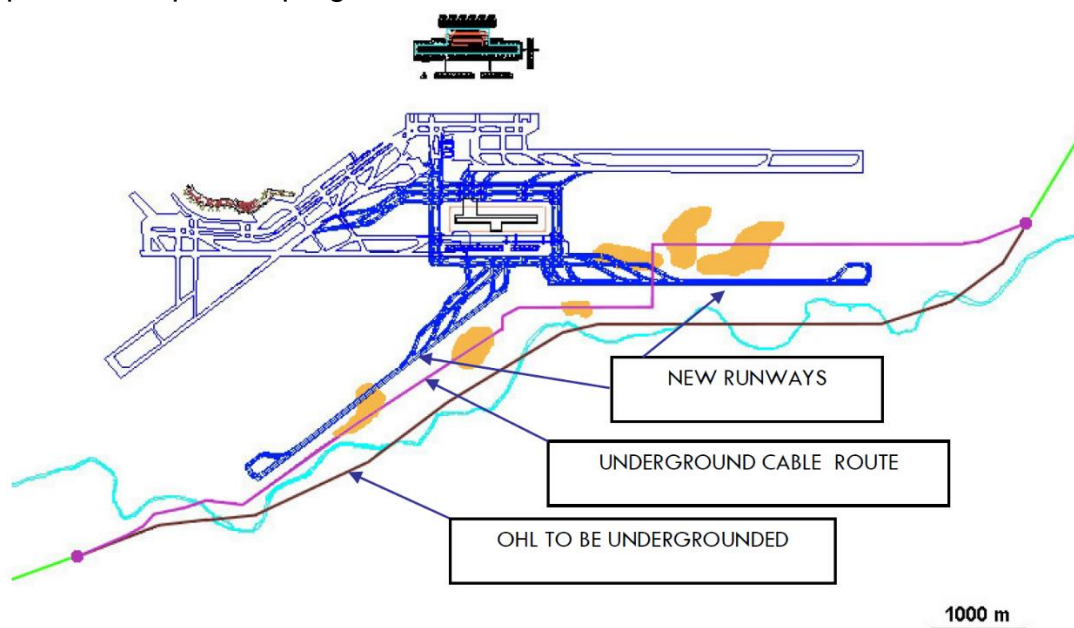 NEW RUNWAYS
UNDERGROUND CABLE ROUTE
OHL TO BE UNDERGROUNDED
1000 m